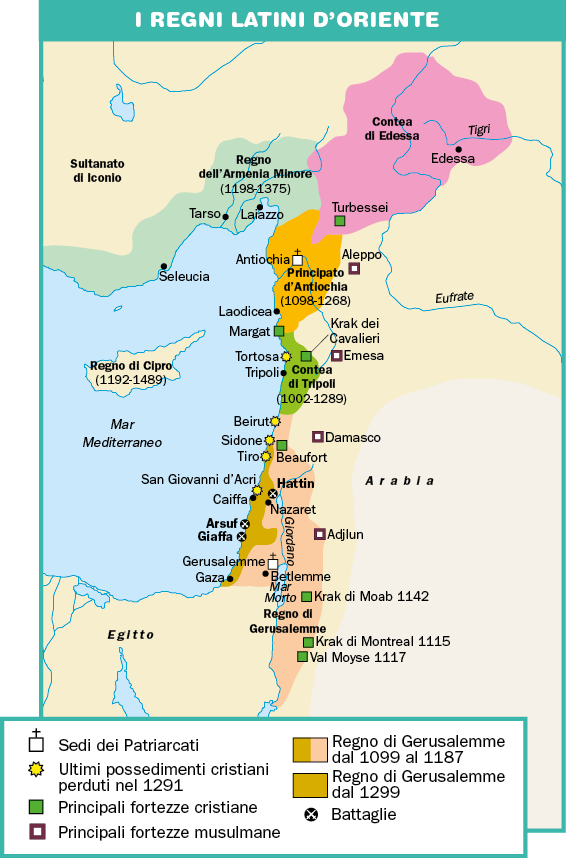 I REGNI LATINI D'ORIENTE
Contea
di Edessa
Tigri
Edessa
Sultanato
di Iconio
Regno
dell'Armenia Minore
(1198-1375)
Tarso
Laiazzo
Turbessei
Seleucia
Antiochia
Aleppo
Principato
d'Antiochia
(1098-1268)
Eufrate
Laodicea
Margat
Krak dei
Cavalieri
Tortosa
Emesa
Tripoli
Contea
di Tripoli
(1002-1289)
Regno di Cipro
(1192-1489)
Mar
Mediterraneo
Beirut
Sidone
Damasco
Tiro
Beaufort
San Giovanni d'Acri
Hattin
Arabia
Caiffa
Nazaret
Arsuf
Giaffa
Giordano
Adjlun
Gerusalemme
Gaza
Betlemme
Mar
Morto
Krak di Moab 1142
Regno di
Gerusalemme
Egitto
Krak di Montreal 1115
Val Moyse 1117
Sedi dei Patriarcati
Ultimi possedimenti cristiani
perduti nel 1291
Principali fortezze cristiane
Principali fortezze musulmane
Regno di Gerusalemme
dal 1099 al 1187
Regno di Gerusalemme
dal 1299
Battaglie